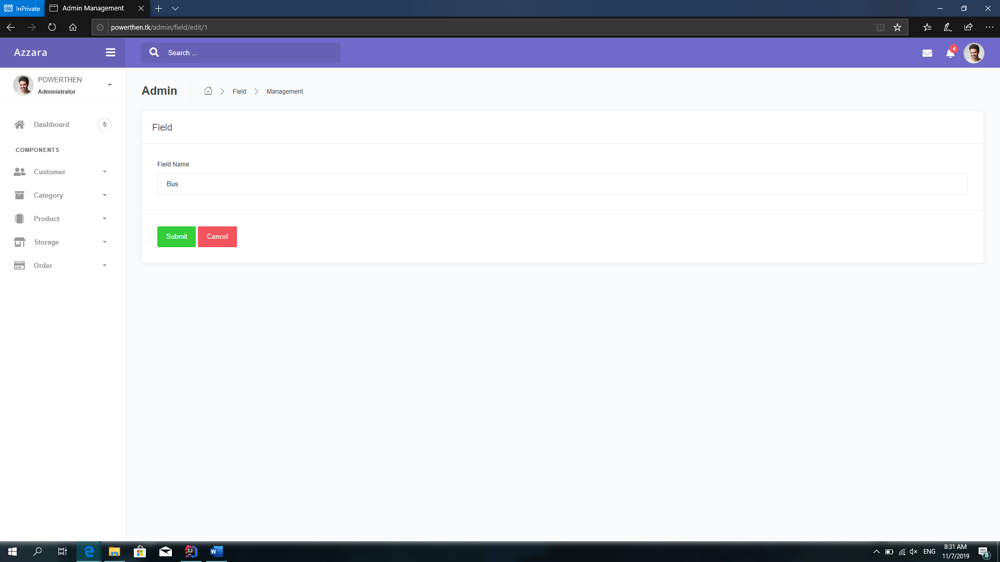 InPrivate
Admin Management
powerthen.tk/admin/field/edit/1
Azzara
Search ...
4
POWERTHEN
Administrator
Admin
Field
Management
Dashboard
5
COMPONENTS
Customer
Category
Product
Storage
Order
Field
Field Name
Bus
Submit
Cancel
ENG
8:31 AM
11/7/2019
8